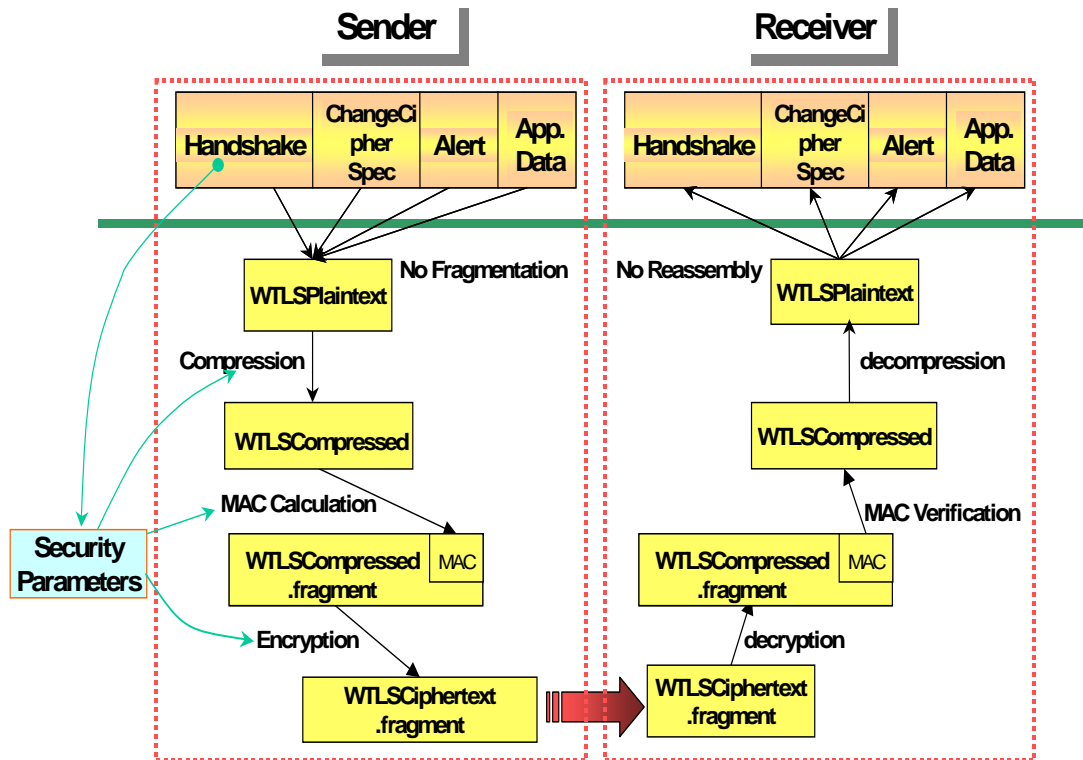 Sender
Receiver
Handshake
ChangeCi
pher
Spec
Alert
App.
Data
Handshake
ChangeCi
pher
Spec
Alert
App.
Data
No Fragmentation
No Reassembly
WTLSPlaintext
WTLSPlaintext
Compression
decompression
WTLSCompressed
WTLSCompressed
MAC Calculation
MAC Verification
Security
Parameters
WTLSCompressed
.fragment
MAC
WTLSCompressed
.fragment
MAC
Encryption
decryption
WTLSCiphertext
.fragment
WTLSCiphertext
.fragment